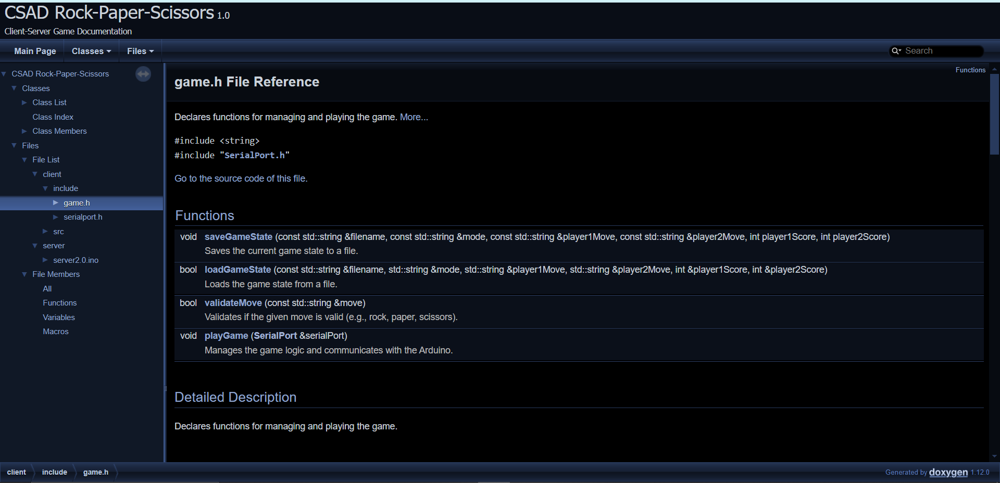 CSAD Rock-Paper-Scissors 1.0
Client-Server Game Documentation
Main Page Classes Files Search
CSAD Rock-Paper-Scissors
Classes
Class List
Class Index
Class Members
Files
File List
client
include
game.h
serialport.h
src
server
server2.0.ino
File Members
All
Functions
Variables
Macros
Functions
game.h File Reference
Declares functions for managing and playing the game. More...
#include <string>
#include "SerialPort.h"
Go to the source code of this file.
Functions
void saveGameState (const std::string &filename, const std::string &mode, const std::string &player1Move, const std::string &player2Move, int player1Score, int player2Score)
Saves the current game state to a file.
bool loadGameState (const std::string &filename, std::string &mode, std::string &player1Move, std::string &player2Move, int &player1Score, int &player2Score)
Loads the game state from a file.
bool validateMove (const std::string &move)
Validates if the given move is valid (e.g., rock, paper, scissors).
void playGame (SerialPort &serialPort)
Manages the game logic and communicates with the Arduino.
Detailed Description
Declares functions for managing and playing the game.
client include game.h
Generated by doxygen 1.12.0